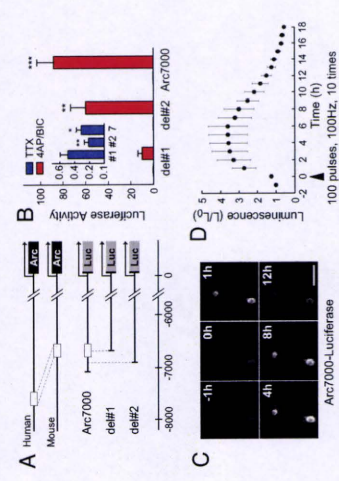 A
Human
Arc
Mouse
Arc
Arc7000
Luc
del#1
Luc
del#2
Luc
-8000
-7000
-6000
0
B
Luciferase Activity
100
80
60
40
20
0
TTX
4AP/BIC
0.6
0.4
0.2
0.1
#1 #2 7
*
**
**
***
del#1
del#2
Arc7000
C
-1h
0h
1h
4h
8h
12h
Arc7000-Luciferase
D
Luminescence (L/L0)
5
4
3
2
1
0
-2 0 2 4 6 8 10 12 14 16 18
Time (h)
100 pulses, 100Hz, 10 times